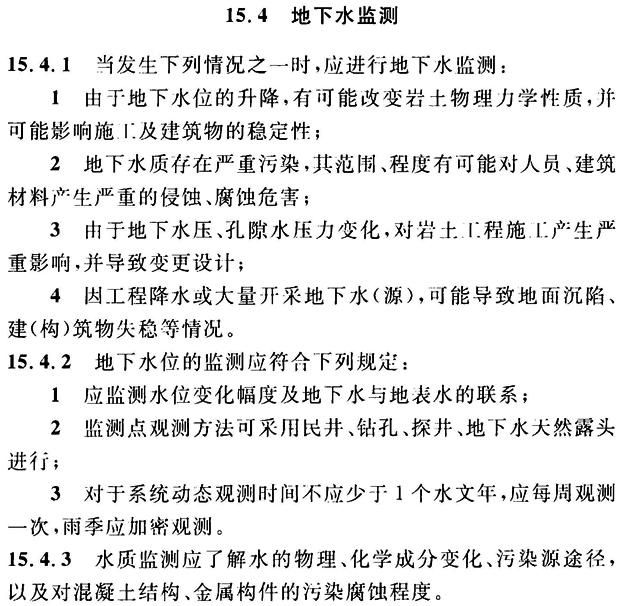 15.4 地下水监测
15.4.1 当发生下列情况之一时,应进行地下水监测:
1 由于地下水位的升降,有可能改变岩土物理力学性质,并
可能影响施工及建筑物的稳定性;
2 地下水质存在严重污染,其范围、程度有可能对人员、建筑
材料产生严重的侵蚀、腐蚀危害;
3 由于地下水压、孔隙水压力变化,对岩土工程施工产生严
重影响,并导致变更设计;
4 因工程降水或大量开采地下水(源),可能导致地面沉陷、
建(构)筑物失稳等情况。
15.4.2 地下水位的监测应符合下列规定:
1 应监测水位变化幅度及地下水与地表水的联系;
2 监测点观测方法可采用民井、钻孔、探井、地下水天然露头
进行;
3 对于系统动态观测时间不应少于1个水文年,应每周观测
一次,雨季应加密观测。
15.4.3 水质监测应了解水的物理、化学成分变化、污染源途径,
以及对混凝土结构、金属构件的污染腐蚀程度。